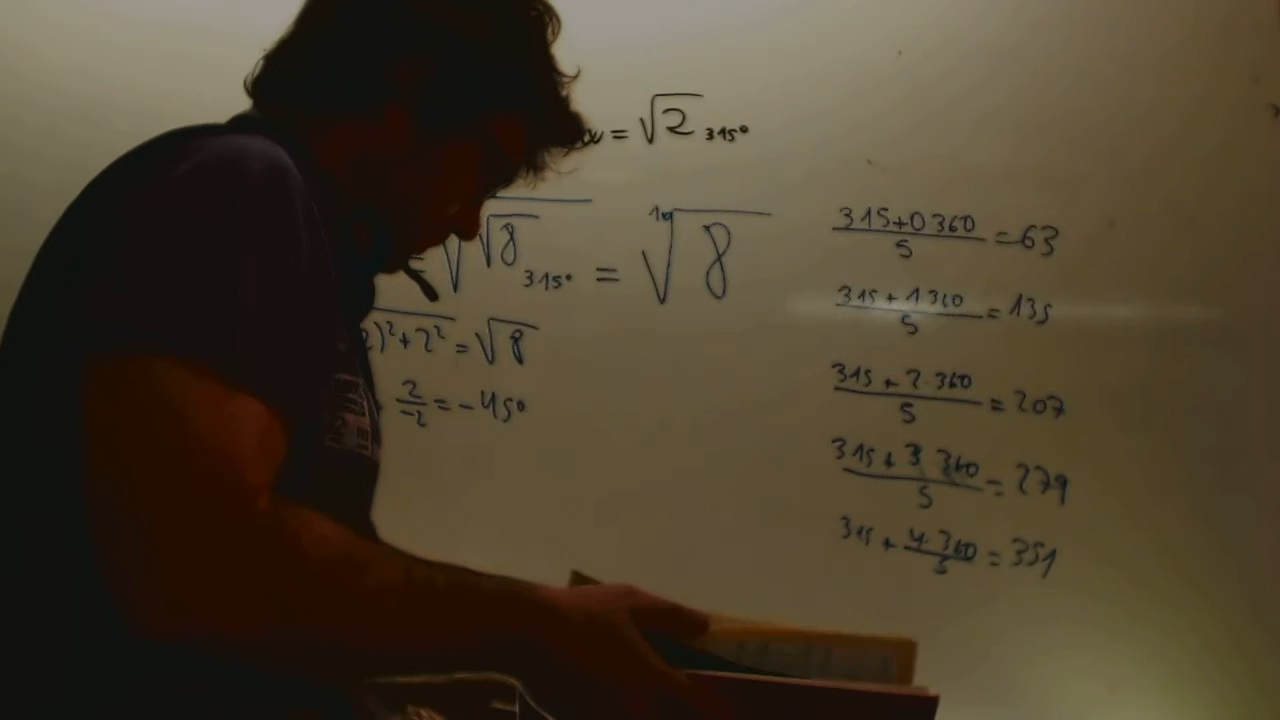 α = √2 315°
= √√8 315° = ¹⁰√8
)²+2² = √8
2/-2 = -45°
315+0 360/5 = 63
315+1 360/5 = 135
315+2·360/5 = 207
315+3 360/5 = 279
315+4·360/5 = 351